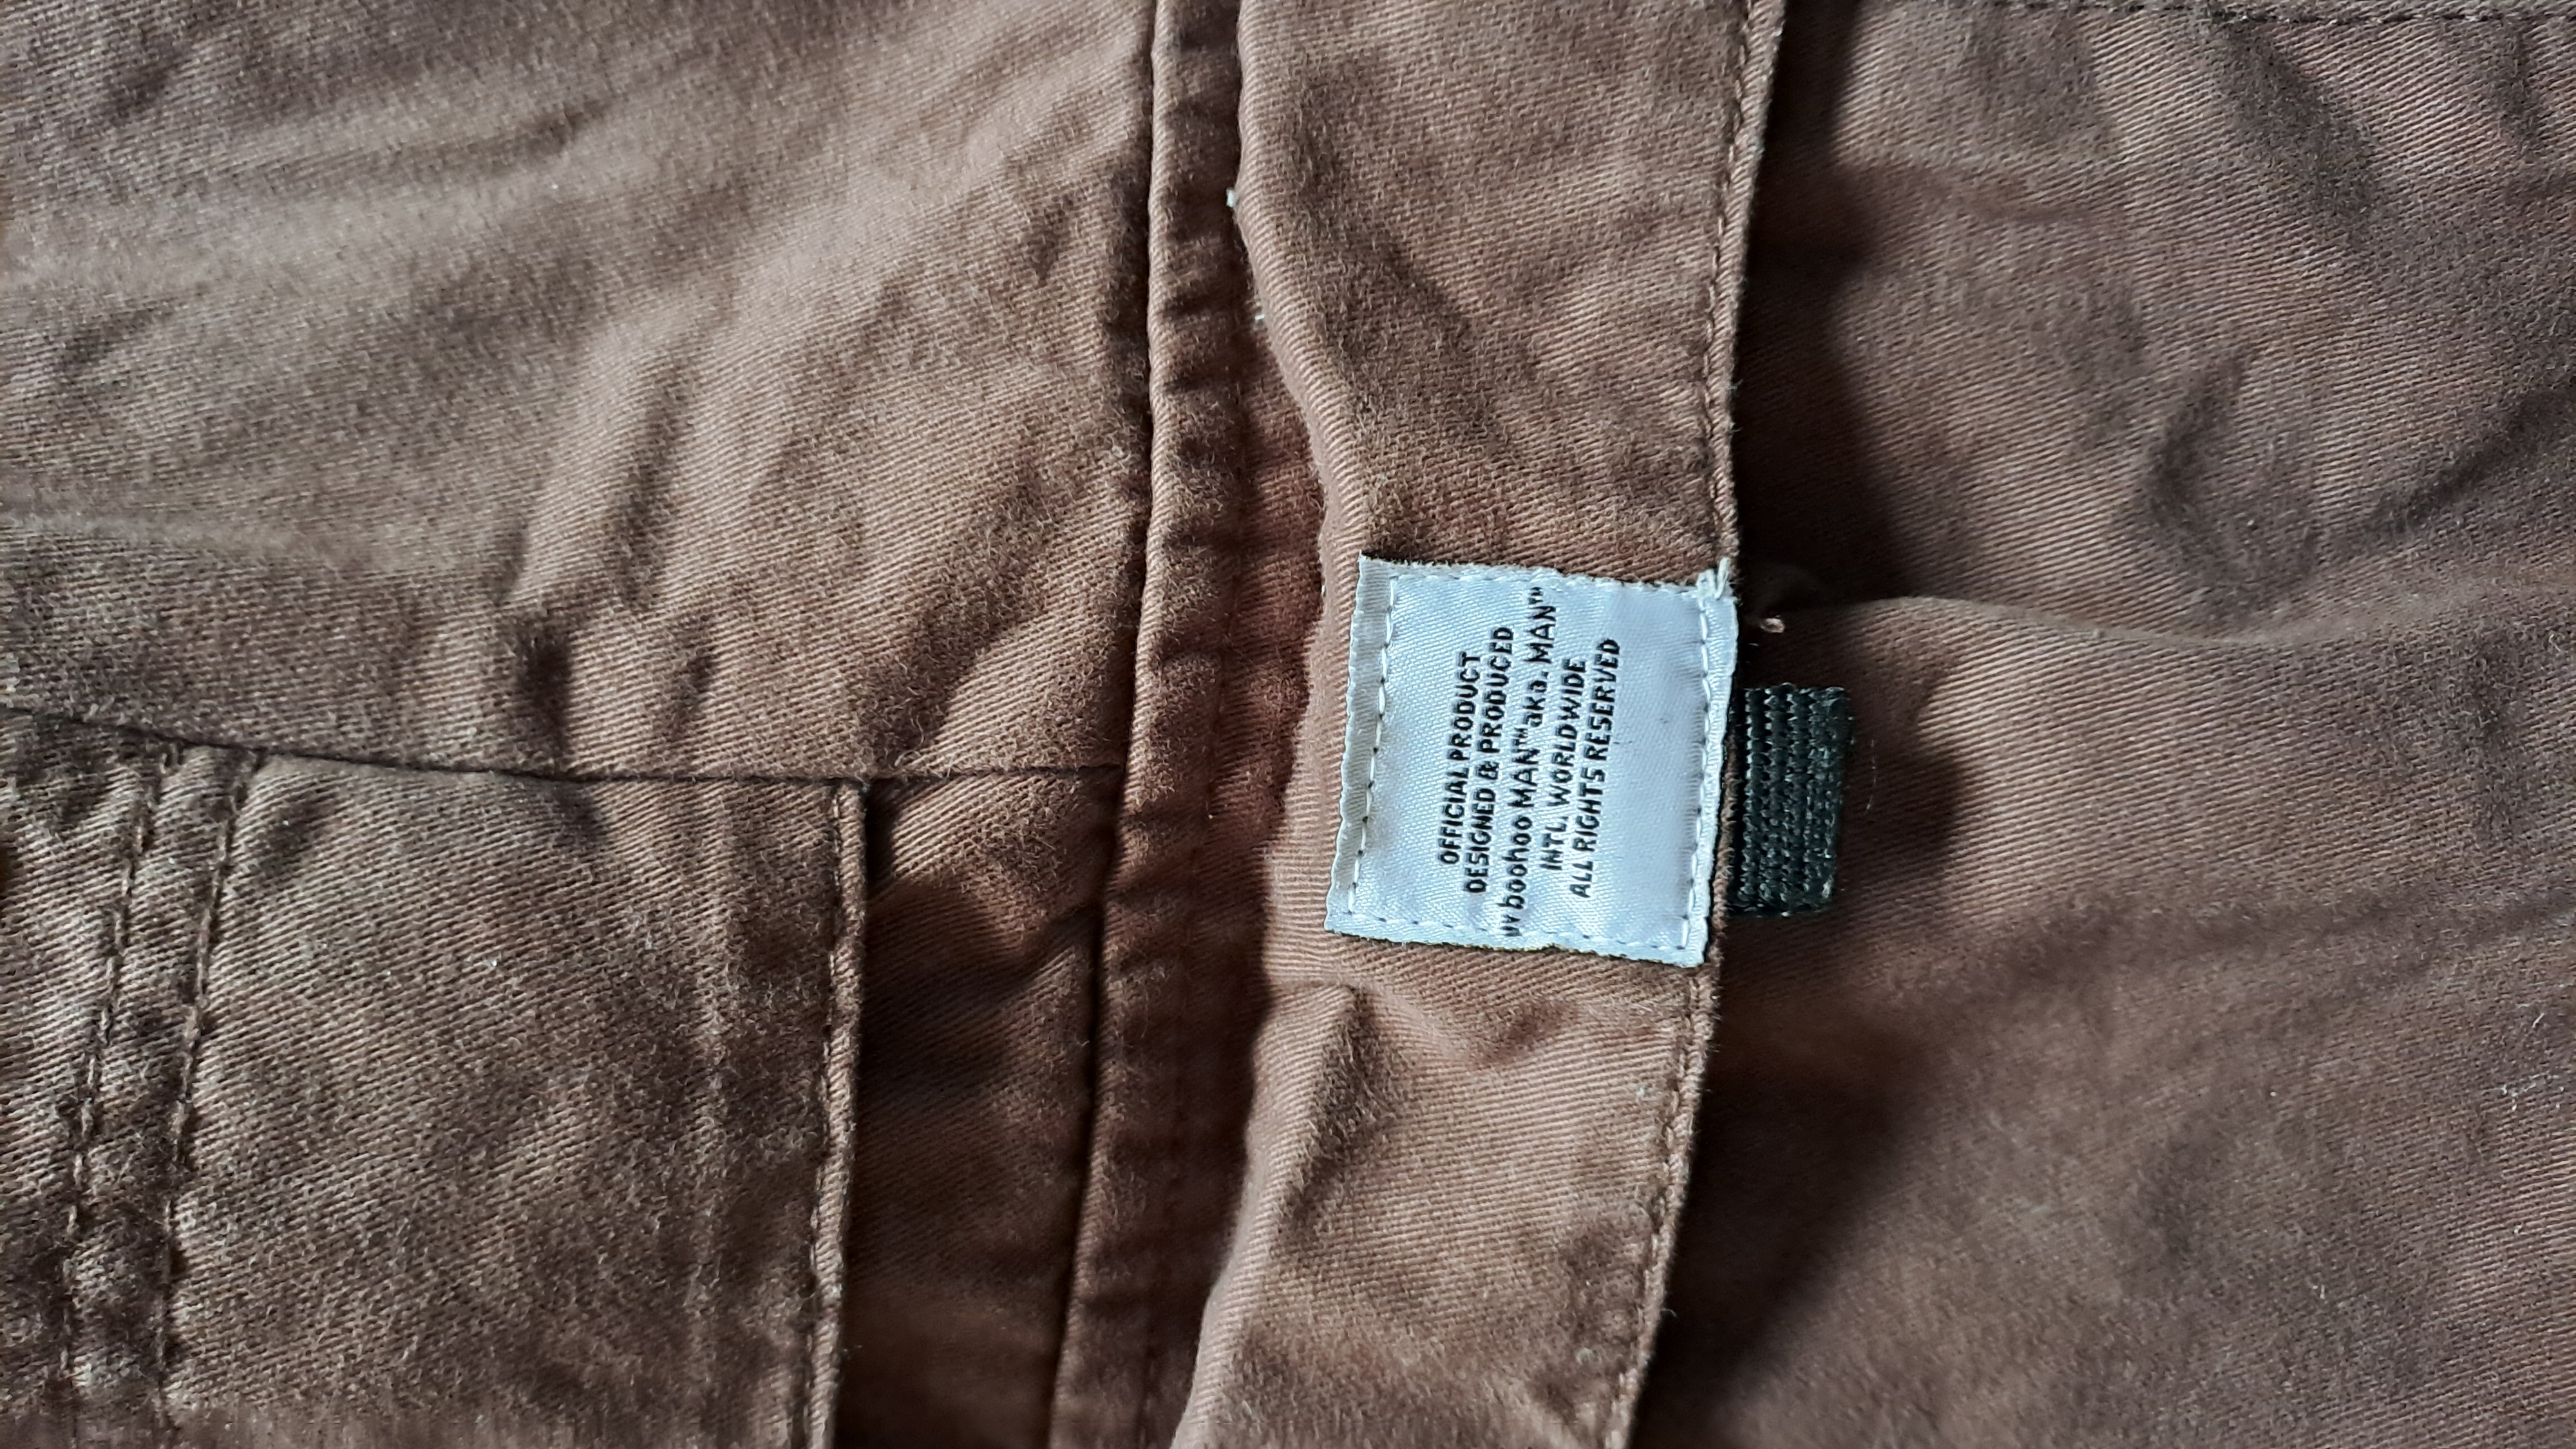 OFFICIAL PRODUCT
DESIGNED & PRODUCED
BY boohoo MAN™ aka. MAN™
INTL. WORLDWIDE
ALL RIGHTS RESERVED